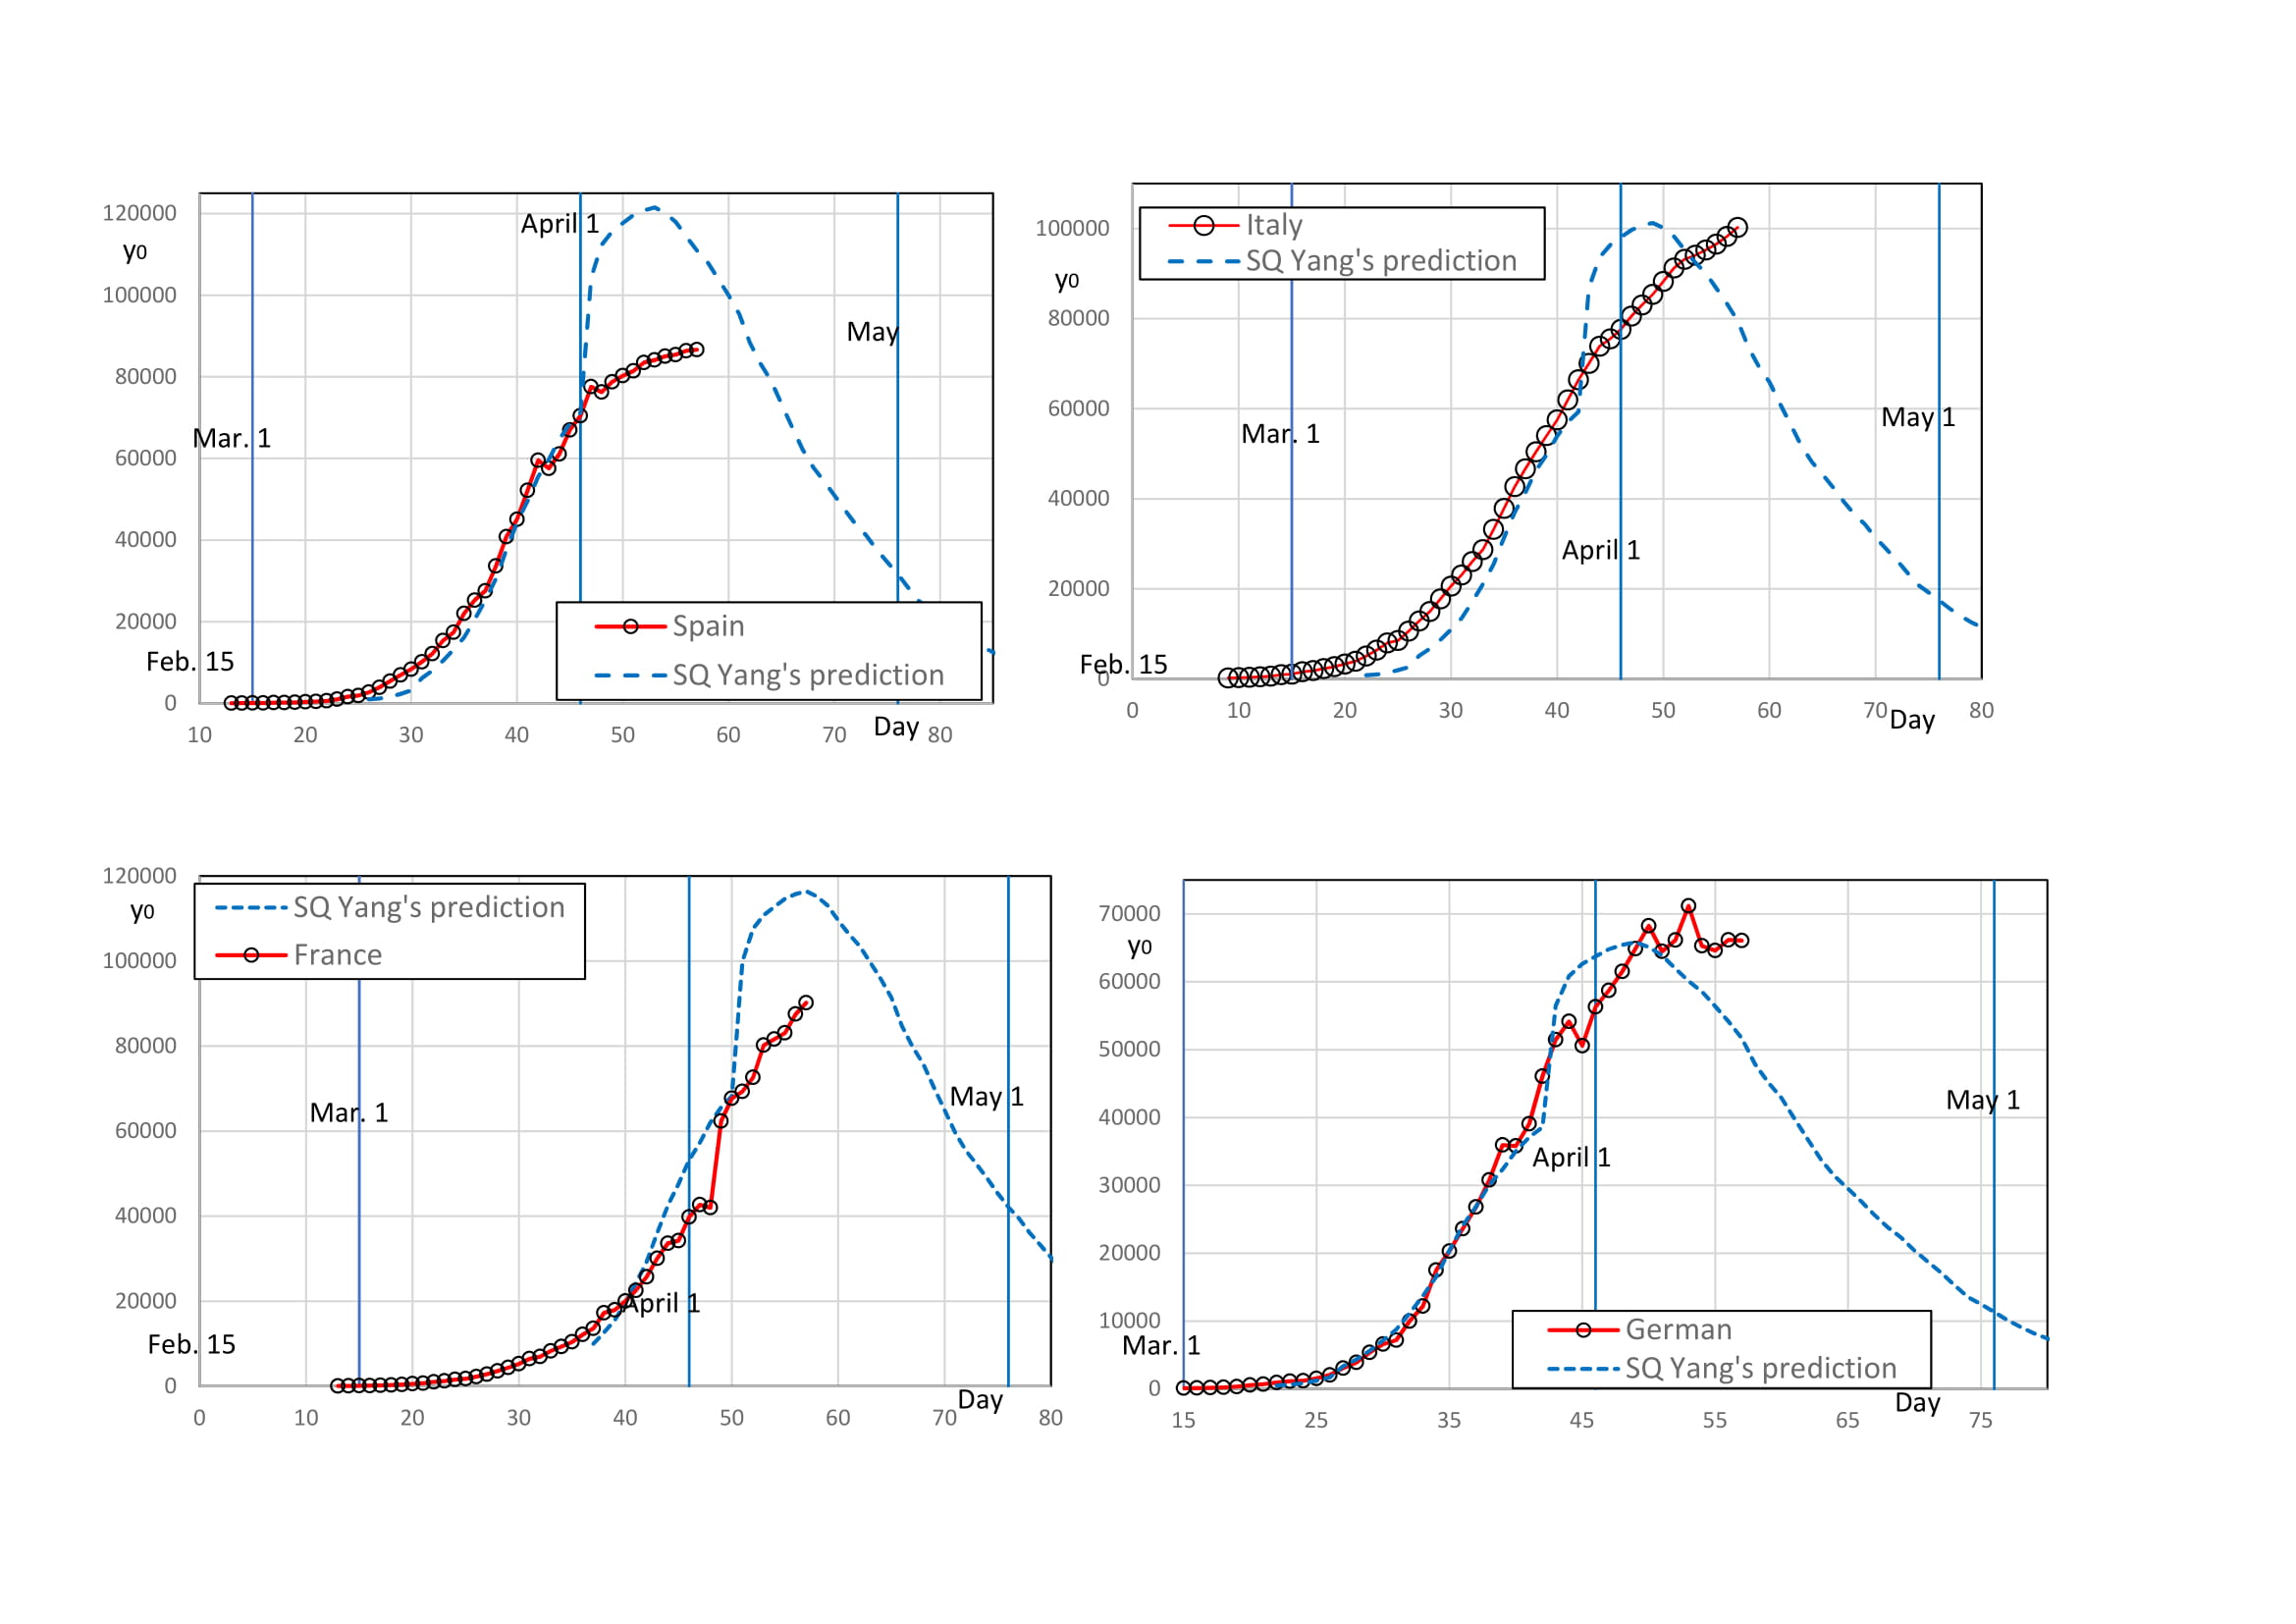 120000
y0
100000
80000
60000
40000
20000
0
April 1
May
Mar. 1
Feb. 15
Spain
SQ Yang's prediction
Day
10 20 30 40 50 60 70 80
Italy
SQ Yang's prediction
100000
y0
80000
60000
40000
20000
0
Mar. 1
May 1
April 1
Feb. 15
0 10 20 30 40 50 60 70 80
Day
120000
y0
100000
80000
60000
40000
20000
0
SQ Yang's prediction
France
Mar. 1
May 1
April 1
Feb. 15
Day
0 10 20 30 40 50 60 70 80
70000
y0
60000
50000
40000
30000
20000
10000
0
May 1
April 1
Mar. 1
German
SQ Yang's prediction
Day
15 25 35 45 55 65 75